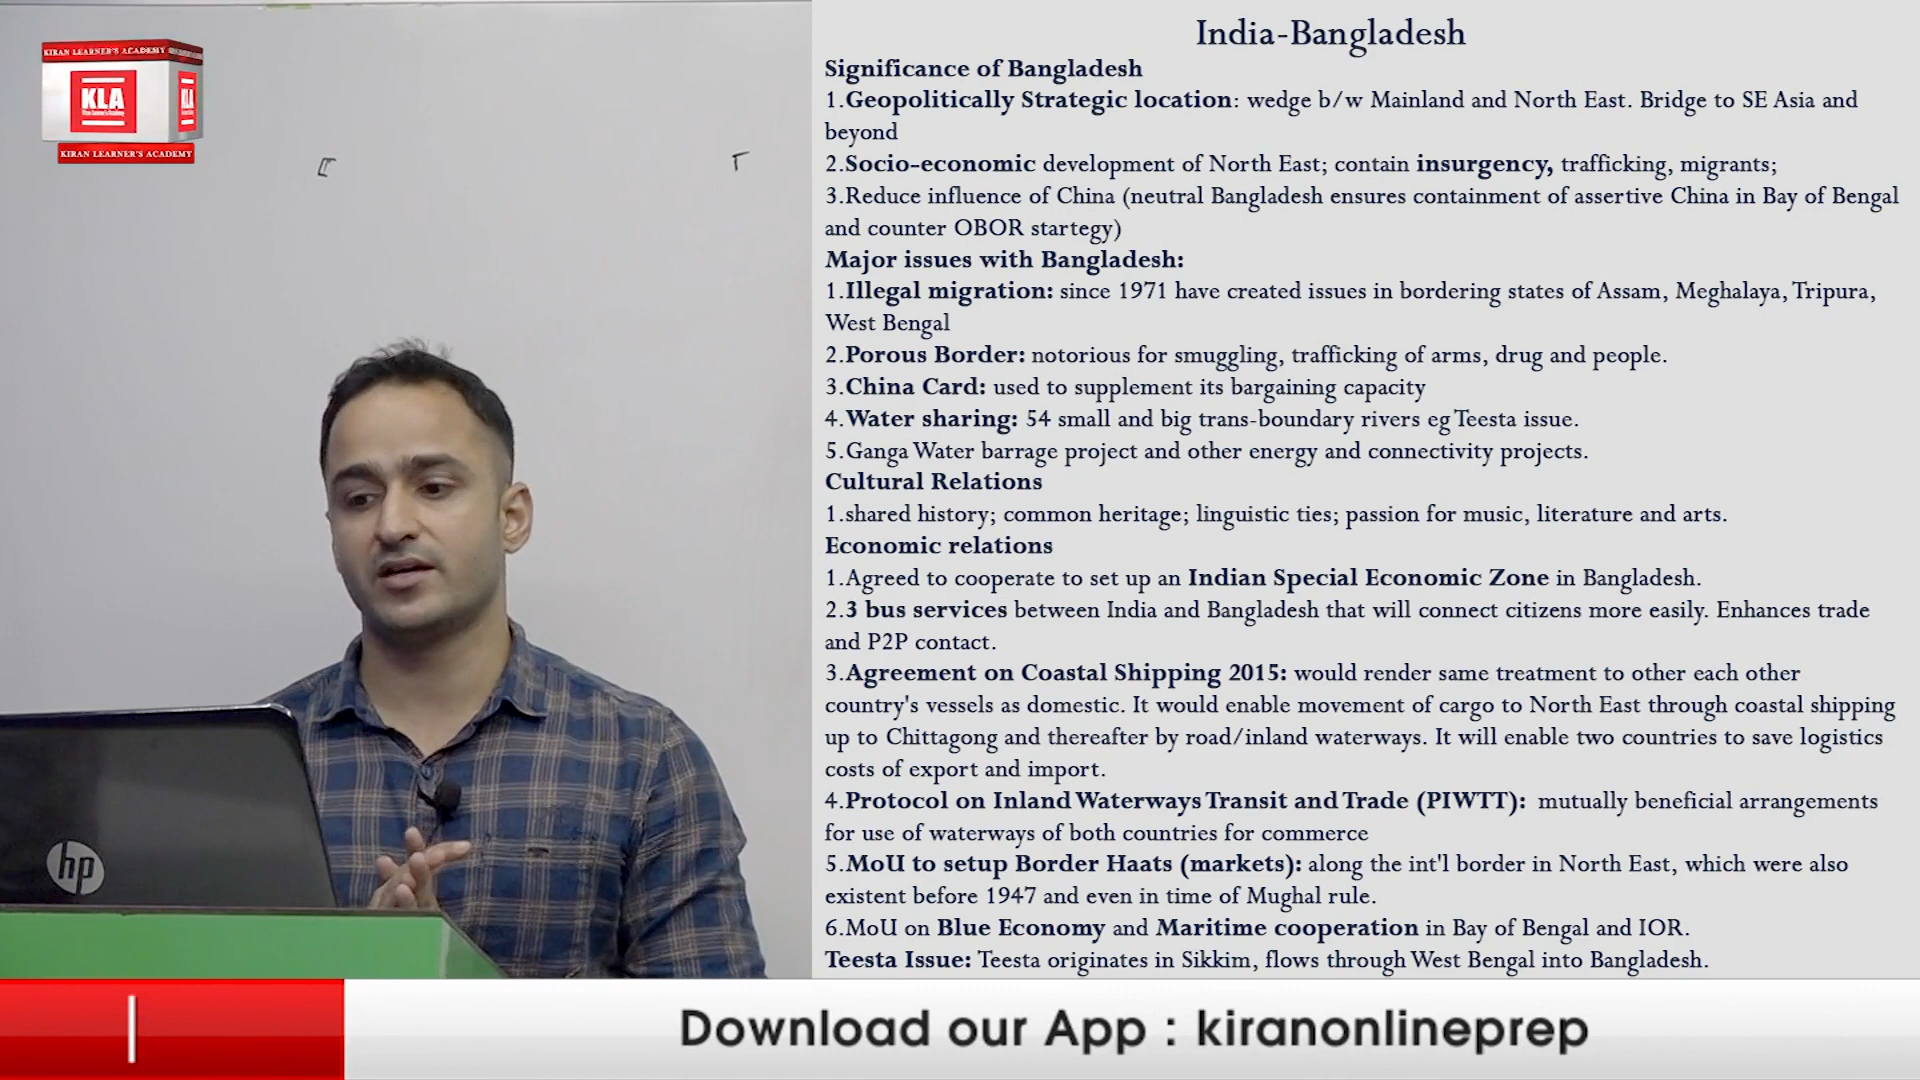 KIRAN LEARNER'S ACADEMY
KLA
KIRAN LEARNER'S ACADEMY
India-Bangladesh
Significance of Bangladesh
1.Geopolitically Strategic location: wedge b/w Mainland and North East. Bridge to SE Asia and
beyond
2.Socio-economic development of North East; contain insurgency, trafficking, migrants;
3.Reduce influence of China (neutral Bangladesh ensures containment of assertive China in Bay of Bengal
and counter OBOR startegy)
Major issues with Bangladesh:
1.Illegal migration: since 1971 have created issues in bordering states of Assam, Meghalaya, Tripura,
West Bengal
2.Porous Border: notorious for smuggling, trafficking of arms, drug and people.
3.China Card: used to supplement its bargaining capacity
4.Water sharing: 54 small and big trans-boundary rivers eg Teesta issue.
5.Ganga Water barrage project and other energy and connectivity projects.
Cultural Relations
1.shared history; common heritage; linguistic ties; passion for music, literature and arts.
Economic relations
1.Agreed to cooperate to set up an Indian Special Economic Zone in Bangladesh.
2.3 bus services between India and Bangladesh that will connect citizens more easily. Enhances trade
and P2P contact.
3.Agreement on Coastal Shipping 2015: would render same treatment to other each other
country's vessels as domestic. It would enable movement of cargo to North East through coastal shipping
up to Chittagong and thereafter by road/inland waterways. It will enable two countries to save logistics
costs of export and import.
4.Protocol on Inland Waterways Transit and Trade (PIWTT): mutually beneficial arrangements
for use of waterways of both countries for commerce
5.MoU to setup Border Haats (markets): along the int'l border in North East, which were also
existent before 1947 and even in time of Mughal rule.
6.MoU on Blue Economy and Maritime cooperation in Bay of Bengal and IOR.
Teesta Issue: Teesta originates in Sikkim, flows through West Bengal into Bangladesh.
hp
Download our App : kiranonlineprep